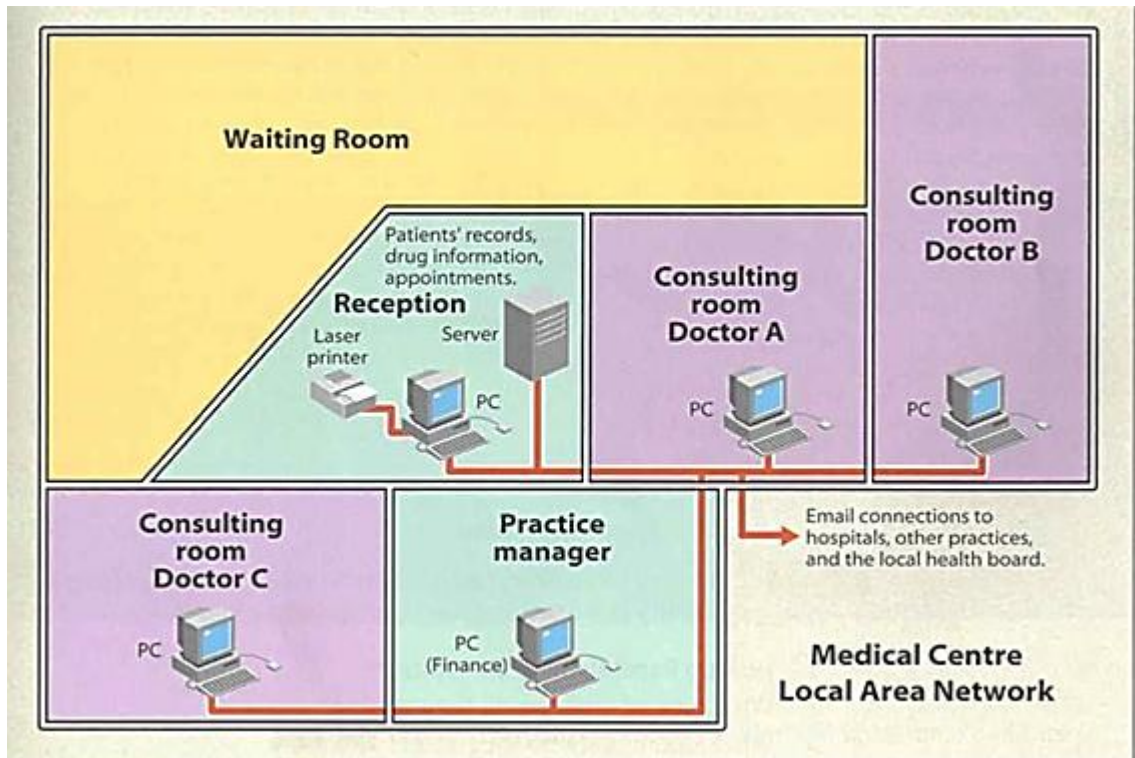 Waiting Room
Consulting
room
Doctor B
Patients' records,
drug information,
appointments.
Reception
Laser
printer
Server
PC
Consulting
room
Doctor A
PC
PC
Consulting
room
Doctor C
PC
Practice
manager
PC
(Finance)
Email connections to
hospitals, other practices,
and the local health board.
Medical Centre
Local Area Network